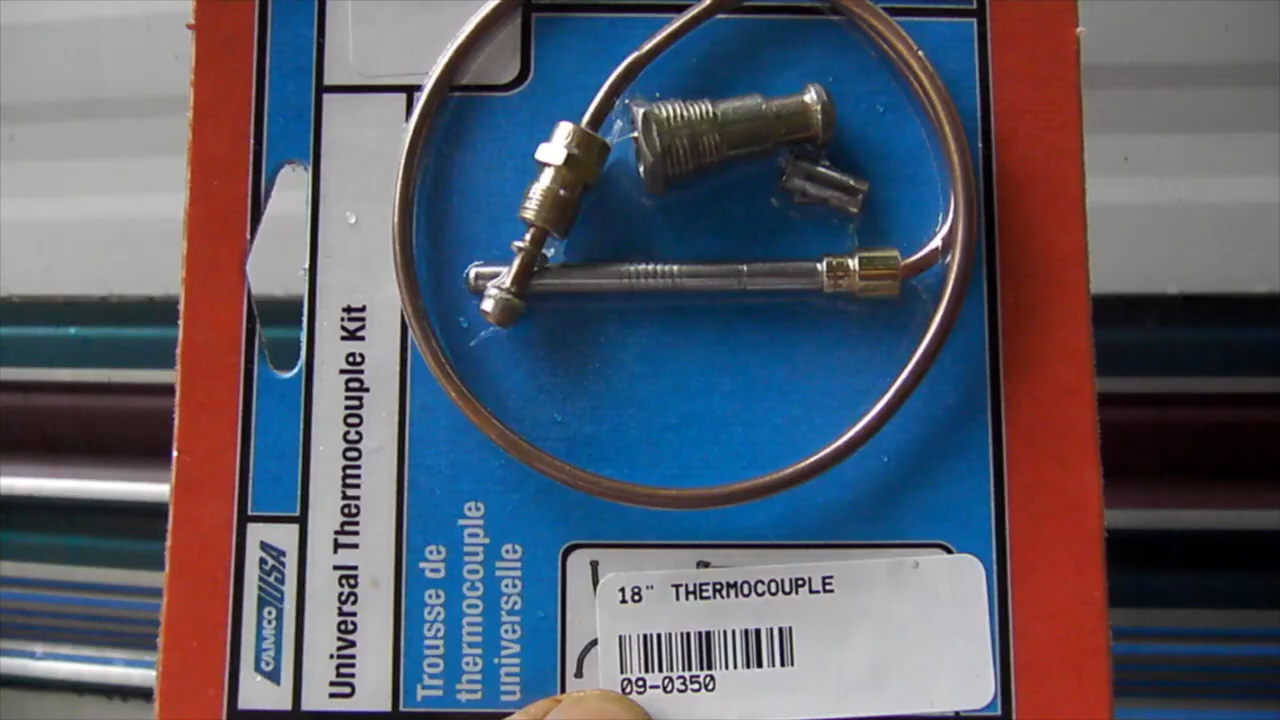 CAMCO USA
Universal Thermocouple Kit
Trousse de
thermocouple
universelle
18" THERMOCOUPLE
09-0350